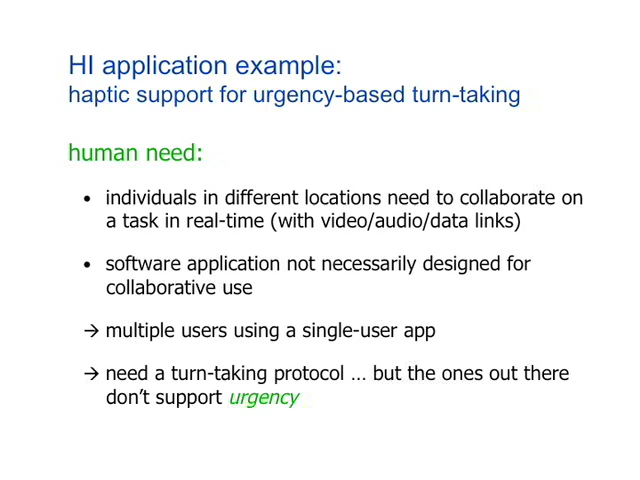 HI application example:
haptic support for urgency-based turn-taking
human need:
• individuals in different locations need to collaborate on
a task in real-time (with video/audio/data links)
• software application not necessarily designed for
collaborative use
→ multiple users using a single-user app
→ need a turn-taking protocol … but the ones out there
don’t support urgency